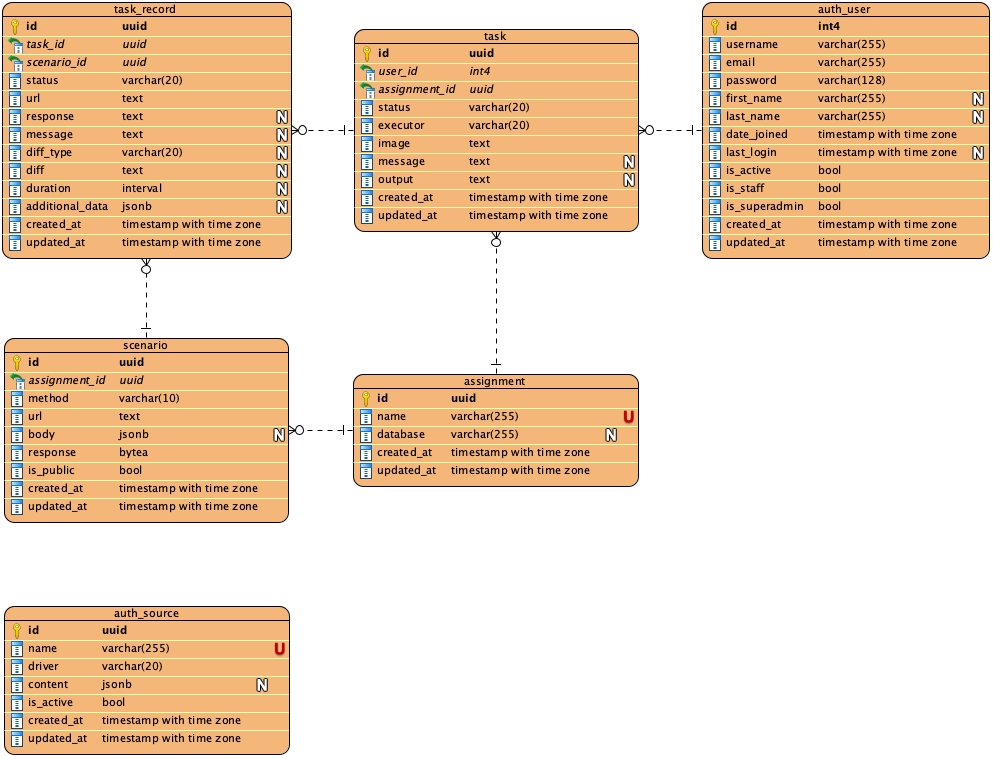 task_record
id uuid
task_id uuid
scenario_id uuid
status varchar(20)
url text
response text N
message text N
diff_type varchar(20) N
diff text N
duration interval N
additional_data jsonb N
created_at timestamp with time zone
updated_at timestamp with time zone
task
id uuid
user_id int4
assignment_id uuid
status varchar(20)
executor varchar(20)
image text
message text N
output text N
created_at timestamp with time zone
updated_at timestamp with time zone
auth_user
id int4
username varchar(255)
email varchar(255)
password varchar(128)
first_name varchar(255) N
last_name varchar(255) N
date_joined timestamp with time zone
last_login timestamp with time zone N
is_active bool
is_staff bool
is_superadmin bool
created_at timestamp with time zone
updated_at timestamp with time zone
scenario
id uuid
assignment_id uuid
method varchar(10)
url text
body jsonb N
response bytea
is_public bool
created_at timestamp with time zone
updated_at timestamp with time zone
assignment
id uuid
name varchar(255) U
database varchar(255) N
created_at timestamp with time zone
updated_at timestamp with time zone
auth_source
id uuid
name varchar(255) U
driver varchar(20)
content jsonb N
is_active bool
created_at timestamp with time zone
updated_at timestamp with time zone